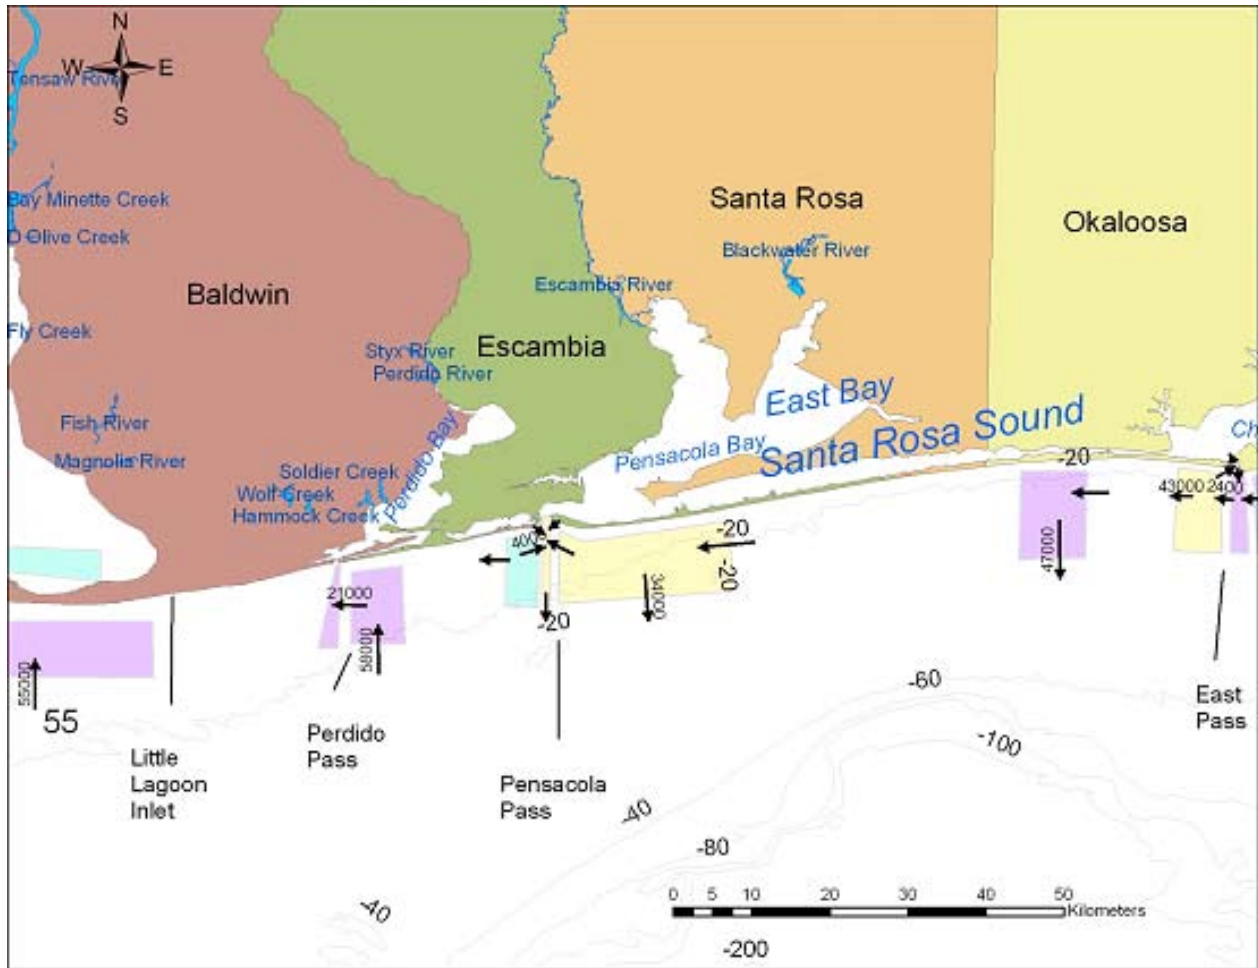 N
W
E
S
Tensaw River
Bay Minette Creek
D Olive Creek
Fly Creek
Fish River
Magnolia River
Baldwin
Styx River
Perdido River
Soldier Creek
Wolf Creek
Hammock Creek
Perdido Bay
Escambia
Escambia River
Santa Rosa
Blackwater River
Okaloosa
East Bay
Pensacola Bay
Santa Rosa Sound
Ch
-20
43000
2400
47000
-20
-20
34000
-20
21000
58000
55000
55
Little
Lagoon
Inlet
Perdido
Pass
Pensacola
Pass
East
Pass
-60
-100
-40
-80
-40
-200
0 5 10 20 30 40 50
Kilometers